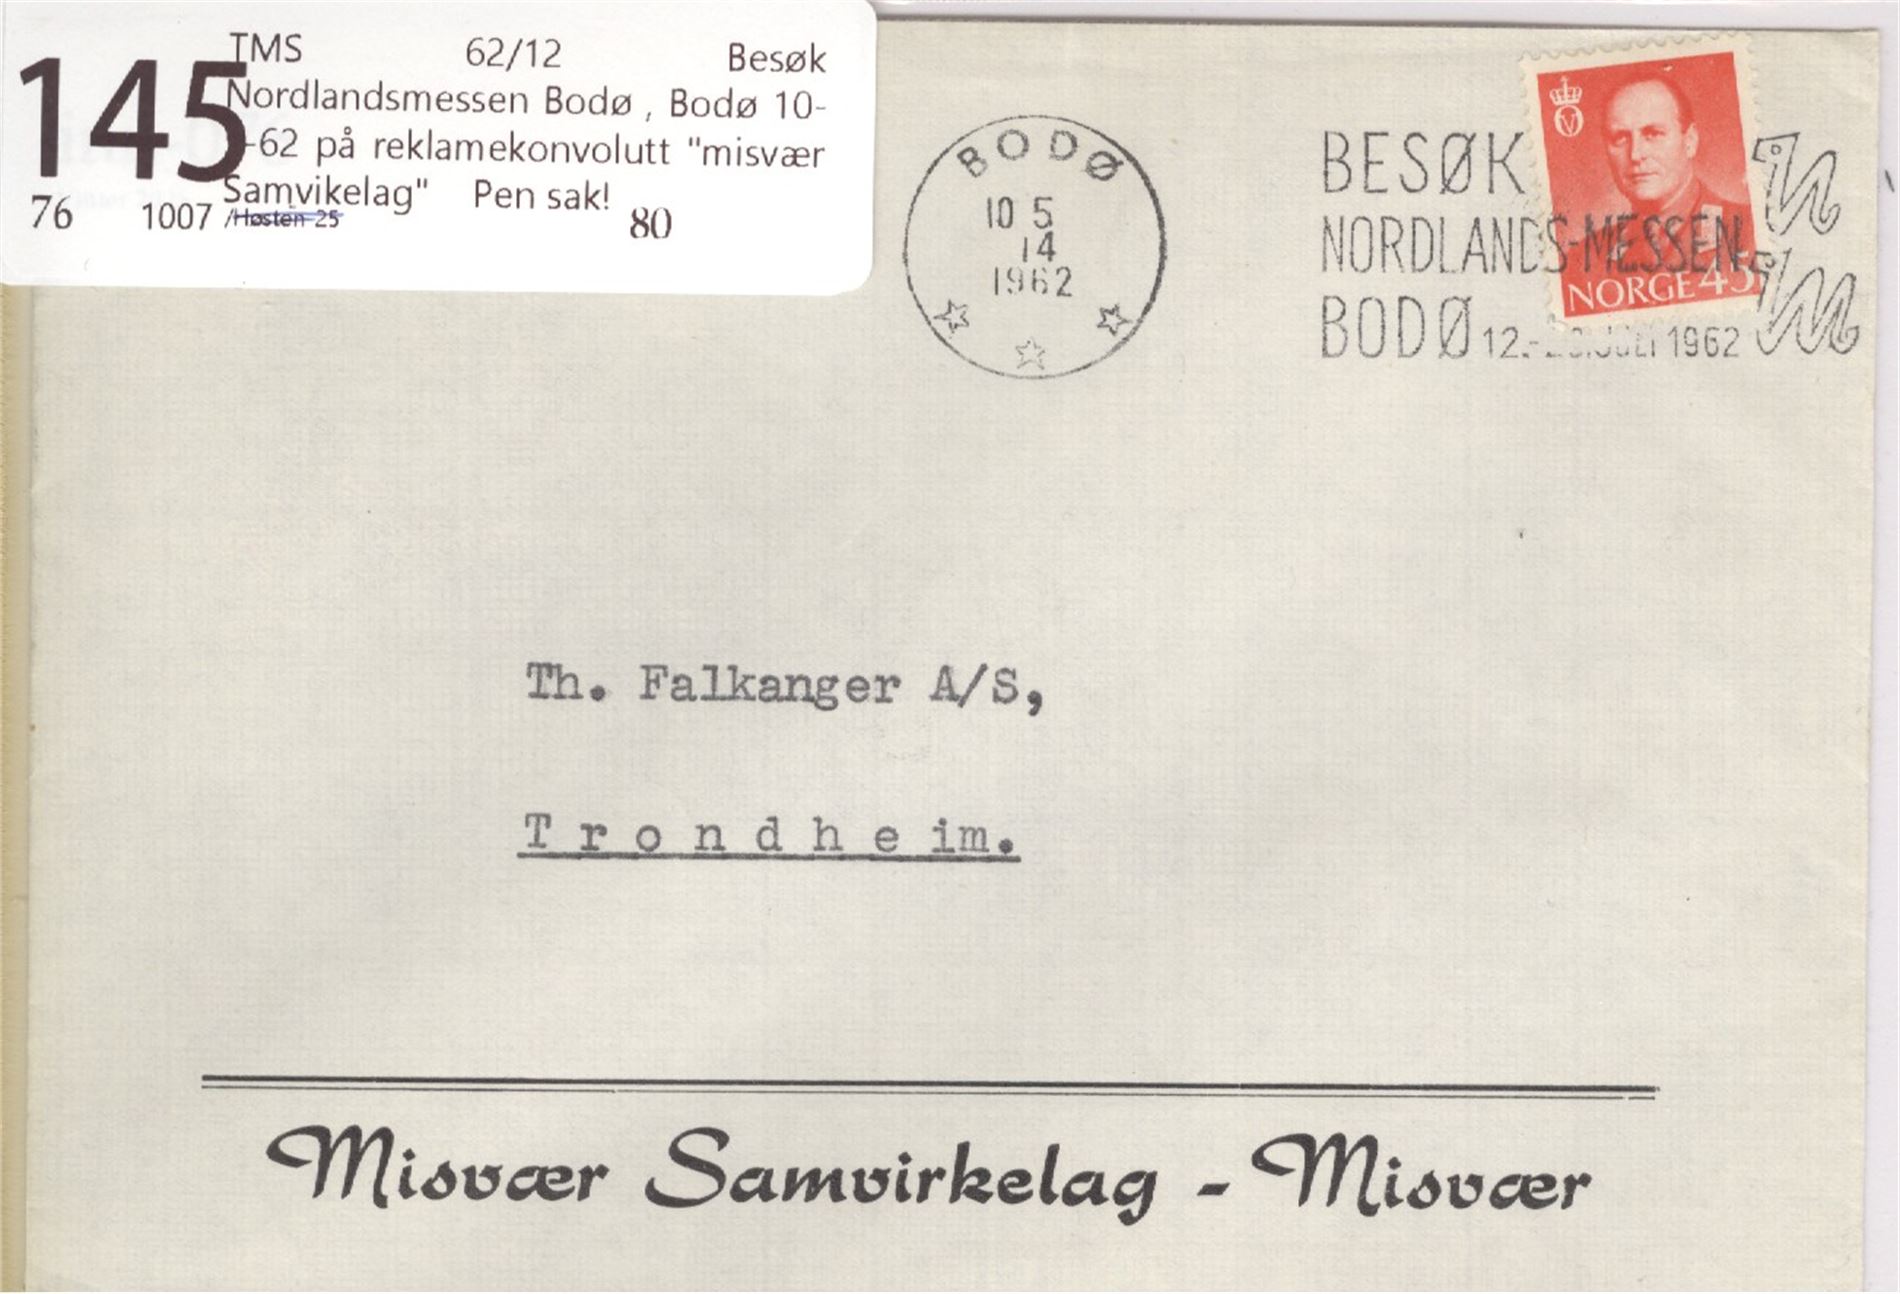 145
TMS 62/12 Besøk
Nordlandsmessen Bodø , Bodø 10-
-62 på reklamekonvolutt "misvær
Samvikelag" Pen sak!
76 1007 /Høsten 25 80
BODØ
10 5
14
1962
BESØK
NORDLANDS-MESSEN
BODØ 12.- JULI 1962
NORGE 45
Th. Falkanger A/S,
Trondheim.
Misvær Samvirkelag - Misvær